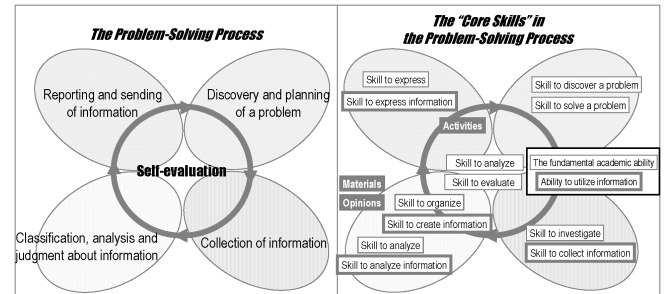 The Problem-Solving Process
Reporting and sending
of information
Discovery and planning
of a problem
Self-evaluation
Classification, analysis and
judgment about information
Collection of information
The “Core Skills” in
the Problem-Solving Process
Skill to express
Skill to express information
Skill to discover a problem
Skill to solve a problem
Activities
Skill to analyze
Skill to evaluate
The fundamental academic ability
Ability to utilize information
Materials
Opinions
Skill to organize
Skill to create information
Skill to analyze
Skill to analyze information
Skill to investigate
Skill to collect information